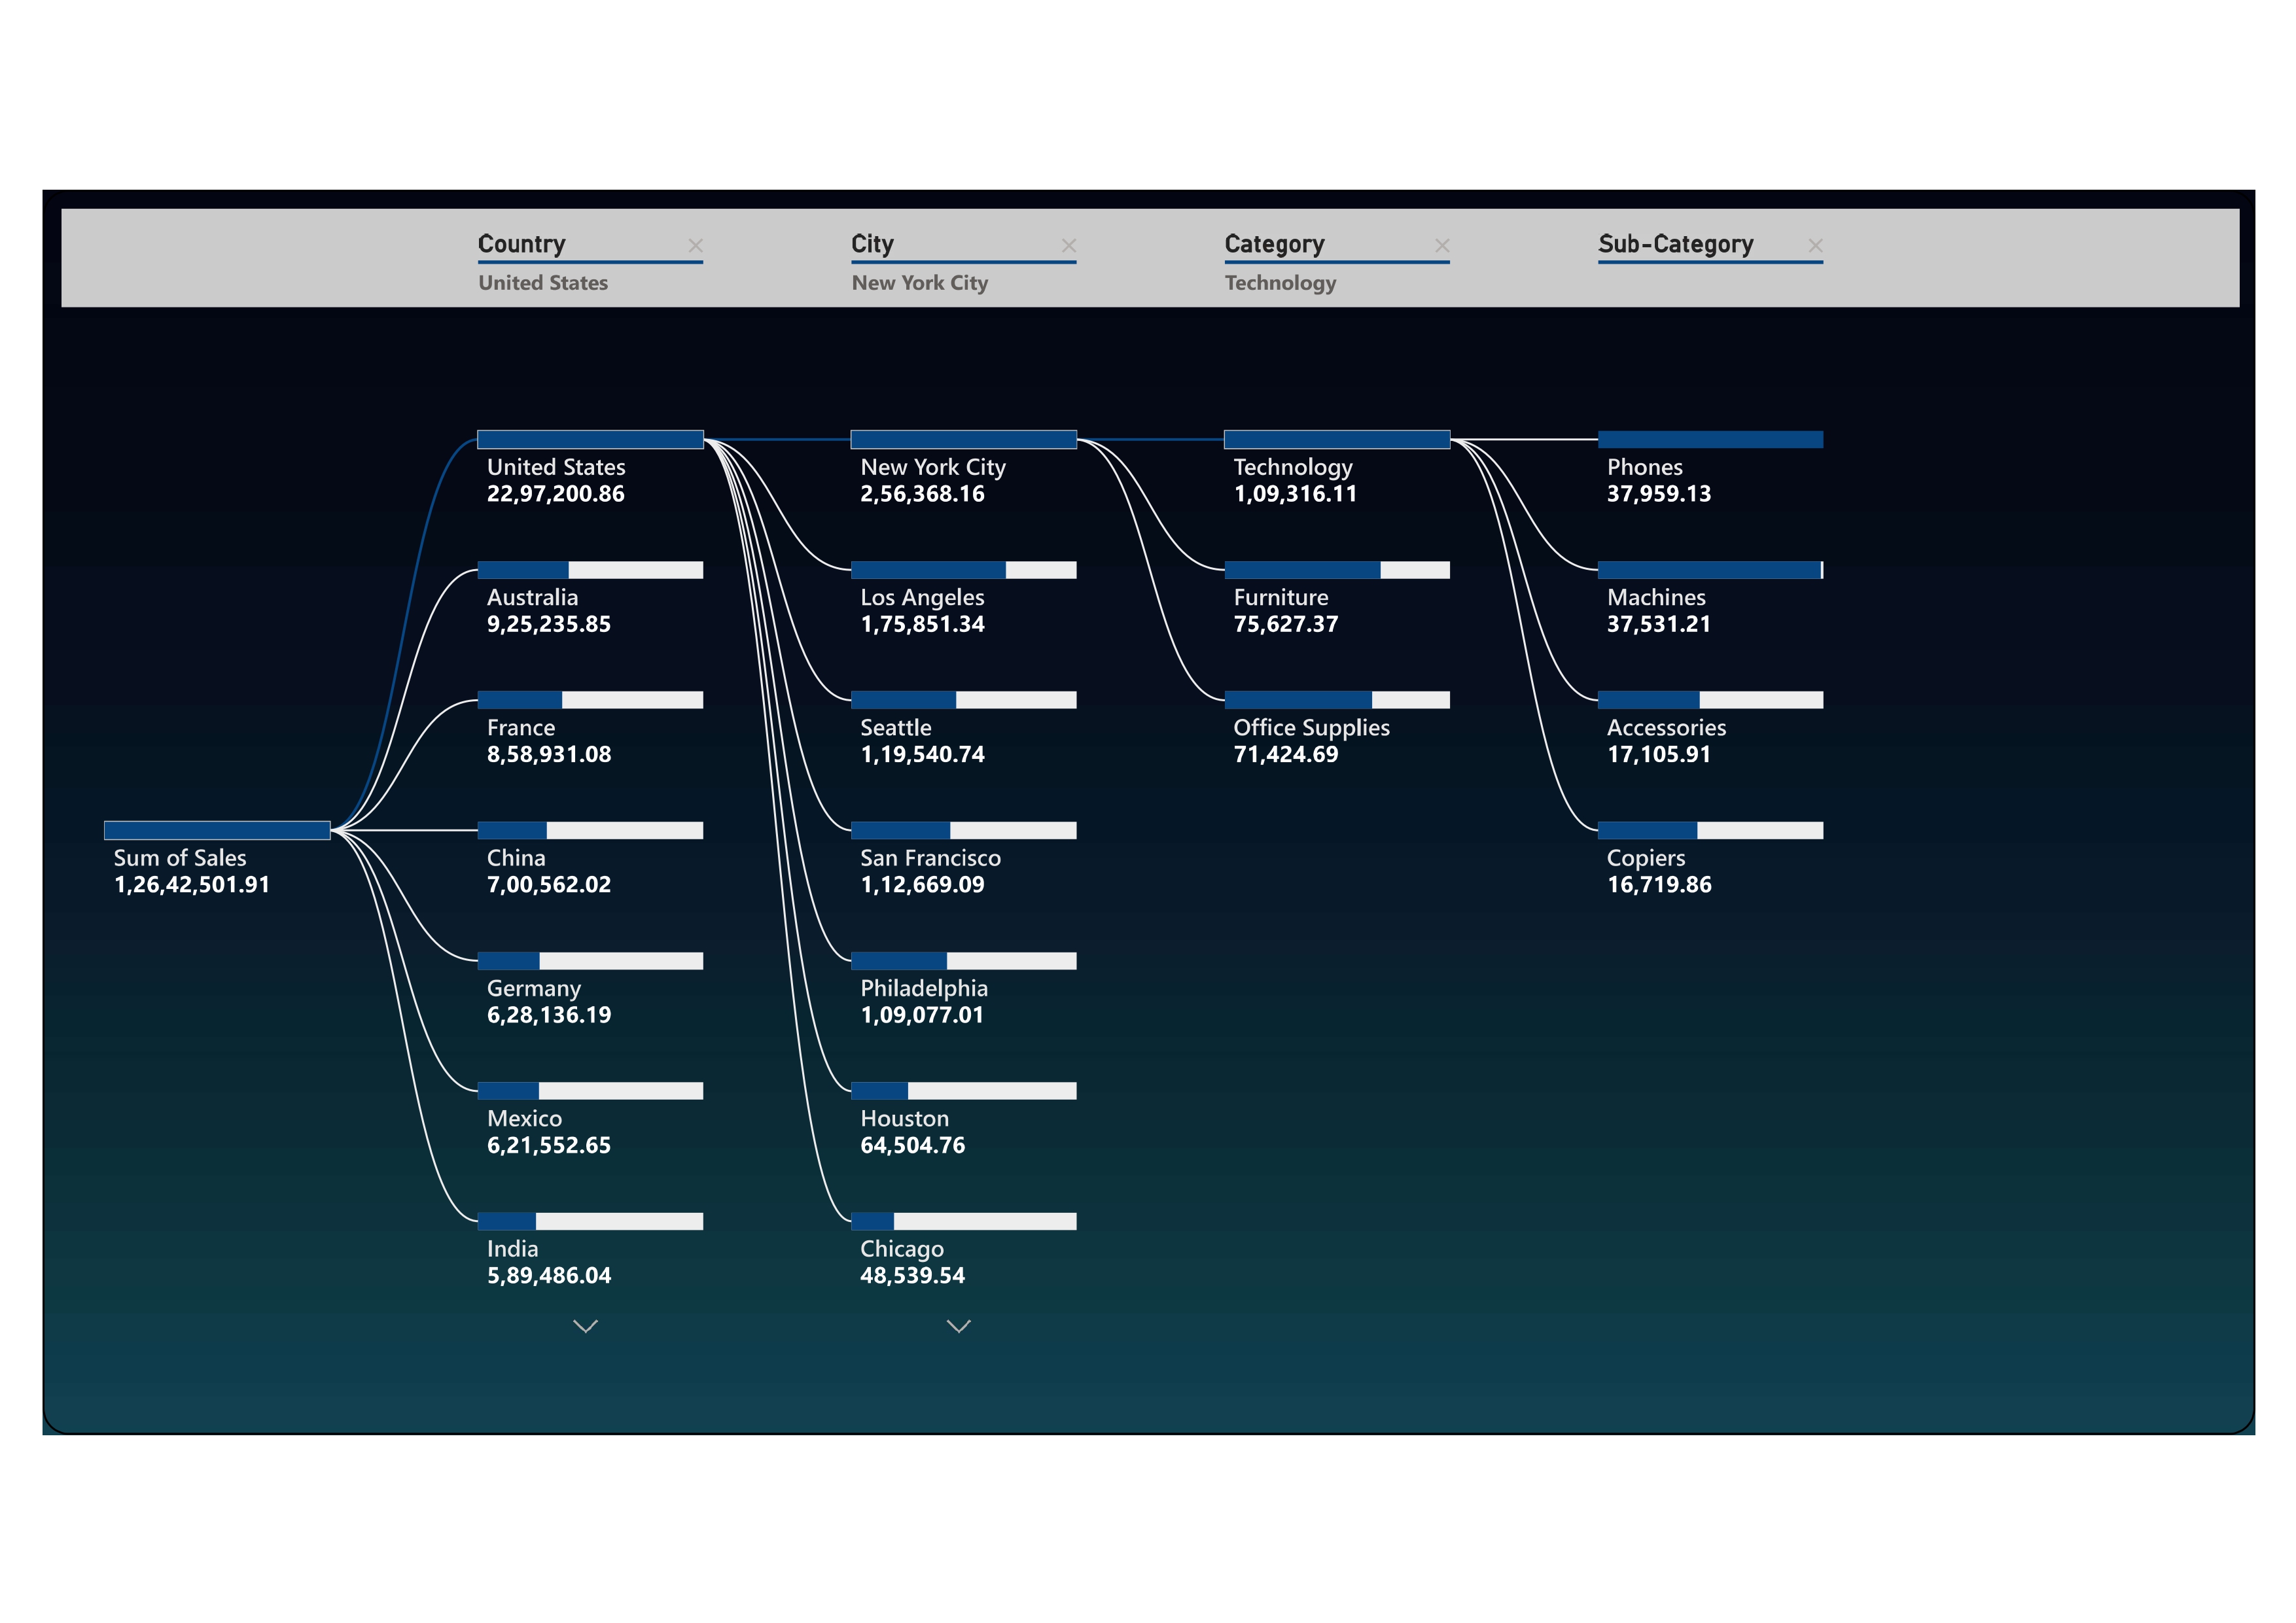 Country
United States
City
New York City
Category
Technology
Sub-Category
Sum of Sales
1,26,42,501.91
United States
22,97,200.86
Australia
9,25,235.85
France
8,58,931.08
China
7,00,562.02
Germany
6,28,136.19
Mexico
6,21,552.65
India
5,89,486.04
New York City
2,56,368.16
Los Angeles
1,75,851.34
Seattle
1,19,540.74
San Francisco
1,12,669.09
Philadelphia
1,09,077.01
Houston
64,504.76
Chicago
48,539.54
Technology
1,09,316.11
Furniture
75,627.37
Office Supplies
71,424.69
Phones
37,959.13
Machines
37,531.21
Accessories
17,105.91
Copiers
16,719.86